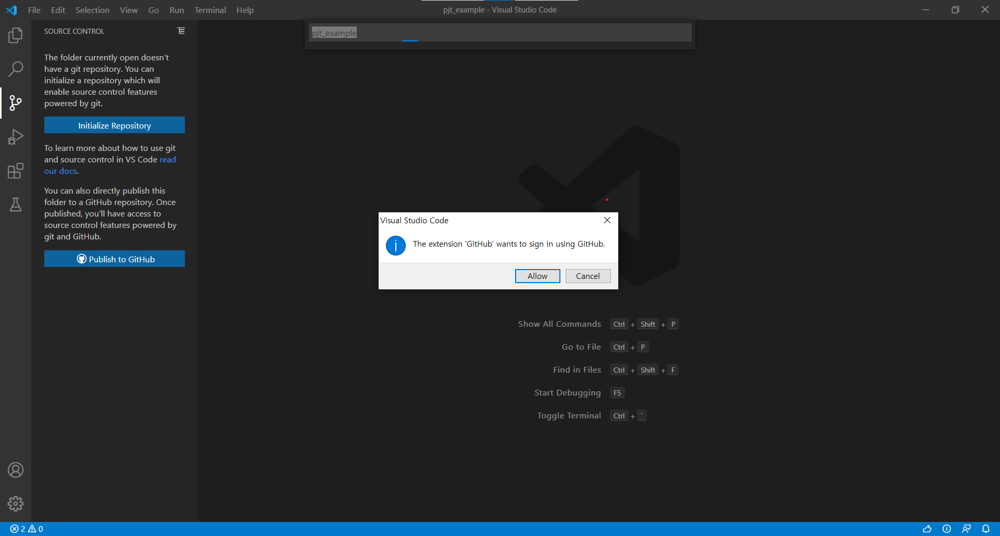 File Edit Selection View Go Run Terminal Help
pjt_example - Visual Studio Code
SOURCE CONTROL
pjt_example
The folder currently open doesn't
have a git repository. You can
initialize a repository which will
enable source control features
powered by git.
Initialize Repository
To learn more about how to use git
and source control in VS Code read
our docs.
You can also directly publish this
folder to a GitHub repository. Once
published, you'll have access to
source control features powered by
git and GitHub.
Publish to GitHub
Visual Studio Code
The extension 'GitHub' wants to sign in using GitHub.
Allow Cancel
Show All Commands Ctrl + Shift + P
Go to File Ctrl + P
Find in Files Ctrl + Shift + F
Start Debugging F5
Toggle Terminal Ctrl + `
2 0